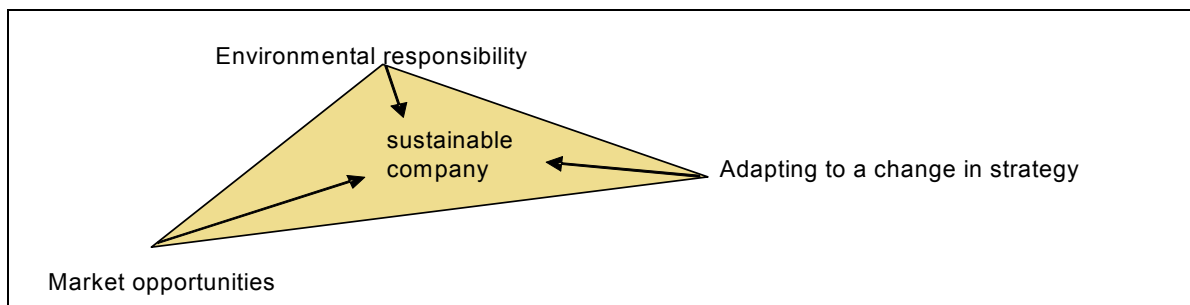 Environmental responsibility
sustainable
company
Adapting to a change in strategy
Market opportunities